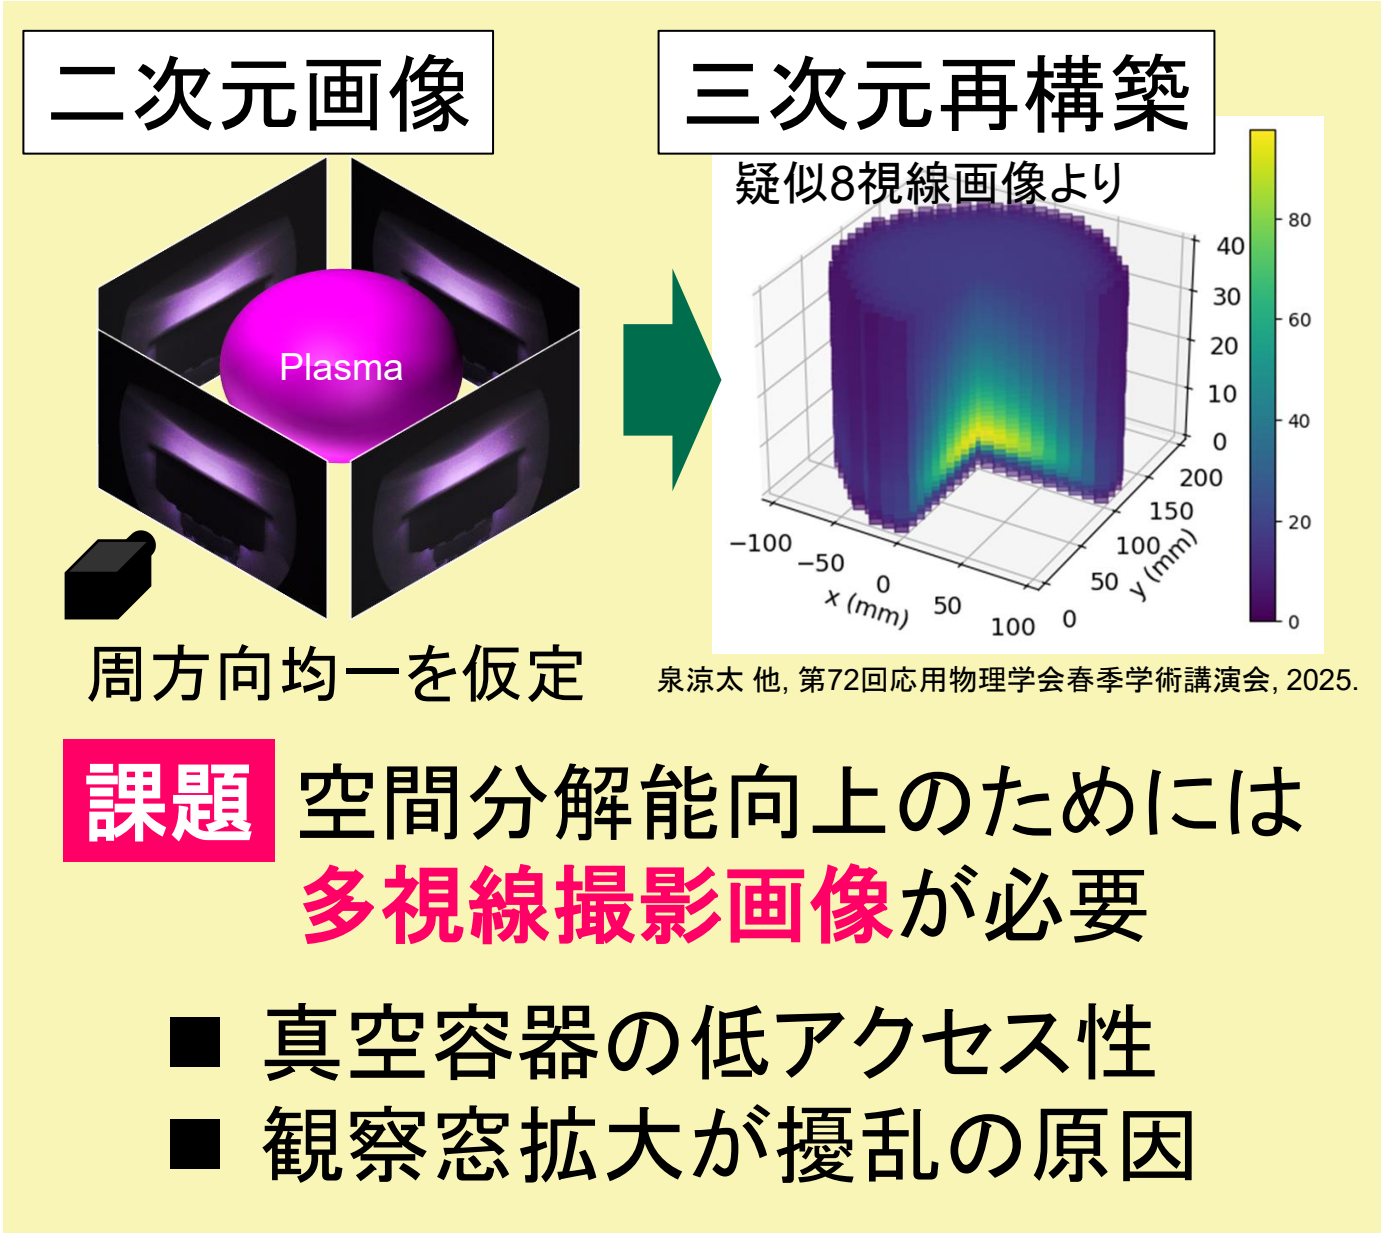 二次元画像
三次元再構築
疑似8視線画像より
Plasma
80
60
40
20
0
40
30
20
10
0
200
150
100
50
0
y (mm)
−100
−50
0
50
100
x (mm)
周方向均一を仮定
泉涼太 他, 第72回応用物理学会春季学術講演会, 2025.
課題 空間分解能向上のためには
多視線撮影画像が必要
■ 真空容器の低アクセス性
■ 観察窓拡大が擾乱の原因